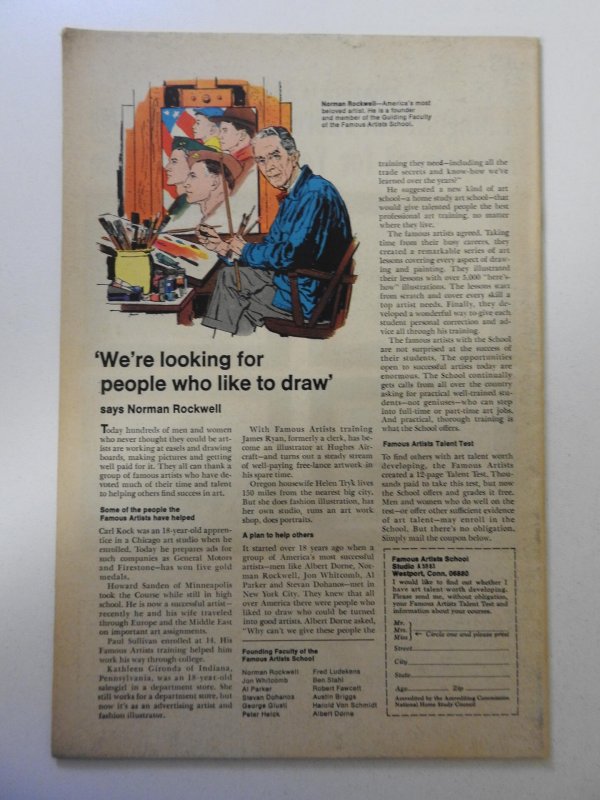 Norman Rockwell—America's most
beloved artist. He is a founder
and member of the Guiding Faculty
of the Famous Artists School.
'We're looking for
people who like to draw'
says Norman Rockwell
Today hundreds of men and women
who never thought they could be art-
ists are working at easels and drawing
boards, making pictures and getting
well paid for it. They all can thank a
group of famous artists who have de-
voted much of their time and talent
to helping others find success in art.
Some of the people the
Famous Artists have helped
Carl Kock was an 18-year-old appren-
tice in a Chicago art studio when he
enrolled. Today he prepares ads for
such companies as General Motors
and Firestone—has won five gold
medals.
Howard Sanden of Minneapolis
took the Course while still in high
school. He is now a successful artist—
recently he and his wife traveled
through Europe and the Middle East
on important art assignments.
Paul Sullivan enrolled at 14. His
Famous Artists training helped him
work his way through college.
Kathleen Gironda of Indiana,
Pennsylvania, was an 18-year-old
salesgirl in a department store. She
still works for a department store, but
now it's as an advertising artist and
fashion illustrator.
With Famous Artists training
James Ryan, formerly a clerk, has be-
come an illustrator at Hughes Air-
craft—and turns out a steady stream
of well-paying free-lance artwork in
his spare time.
Oregon housewife Helen Tryk lives
150 miles from the nearest big city.
But she does fashion illustration, has
her own studio, runs an art work
shop, does portraits.
A plan to help others
It started over 18 years ago when a
group of America's most successful
artists—men like Albert Dorne, Nor-
man Rockwell, Jon Whitcomb, Al
Parker and Stevan Dohanos—met in
New York City. They knew that all
over America there were people who
liked to draw who could be turned
into good artists. Albert Dorne asked,
"Why can't we give these people the
Founding Faculty of the
Famous Artists School
Norman Rockwell
Jon Whitcomb
Al Parker
Stevan Dohanos
George Giusti
Peter Helck
Fred Ludekens
Ben Stahl
Robert Fawcett
Austin Briggs
Harold Von Schmidt
Albert Dorne
training they need—including all the
trade secrets and know-how we've
learned over the years?"
He suggested a new kind of art
school—a home study art school—that
would give talented people the best
professional art training, no matter
where they live.
The famous artists agreed. Taking
time from their busy careers, they
created a remarkable series of art
lessons covering every aspect of draw-
ing and painting. They illustrated
their lessons with over 5,000 "here's-
how" illustrations. The lessons start
from scratch and cover every skill a
top artist needs. Finally, they de-
veloped a wonderful way to give each
student personal correction and ad-
vice all through his training.
The famous artists with the School
are not surprised at the success of
their students. The opportunities
open to successful artists today are
enormous. The School continually
gets calls from all over the country
asking for practical well-trained stu-
dents—not geniuses—who can step
into full-time or part-time art jobs.
And practical, thorough training is
what the School offers.
Famous Artists Talent Test
To find others with art talent worth
developing, the Famous Artists
created a 12-page Talent Test. Thou-
sands paid to take this test, but now
the School offers and grades it free.
Men and women who do well on the
test—or offer other sufficient evidence
of art talent—may enroll in the
School. But there's no obligation.
Simply mail the coupon below.
Famous Artists School
Studio
Westport, Conn. 06880
I would like to find out whether I
have art talent worth developing.
Please send me, without obligation,
your Famous Artists Talent Test and
information about your courses.
Mr.
Mrs.
Miss
← Circle one and please print
Street
City
State
Age Zip
Accredited by the Accrediting Commission
National Home Study Council